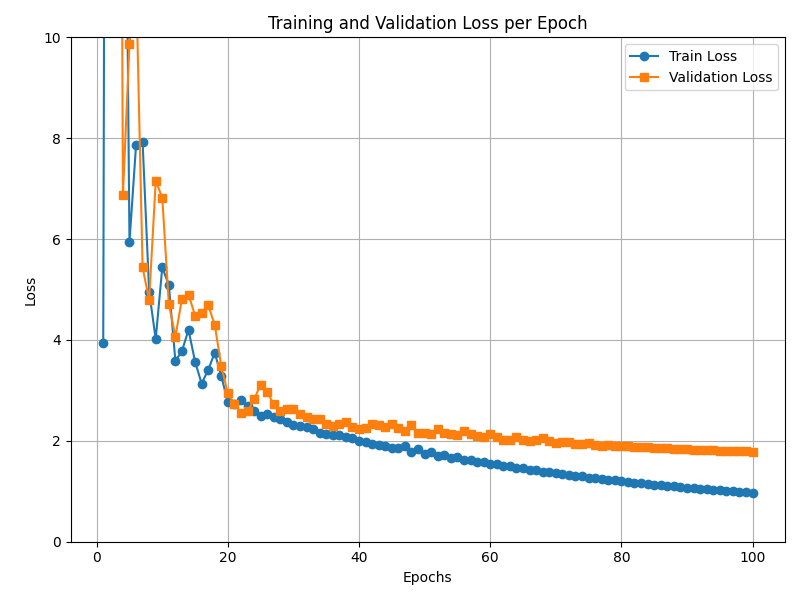 Training and Validation Loss per Epoch
Train Loss
Validation Loss
10
8
6
4
2
0
Loss
0 20 40 60 80 100
Epochs